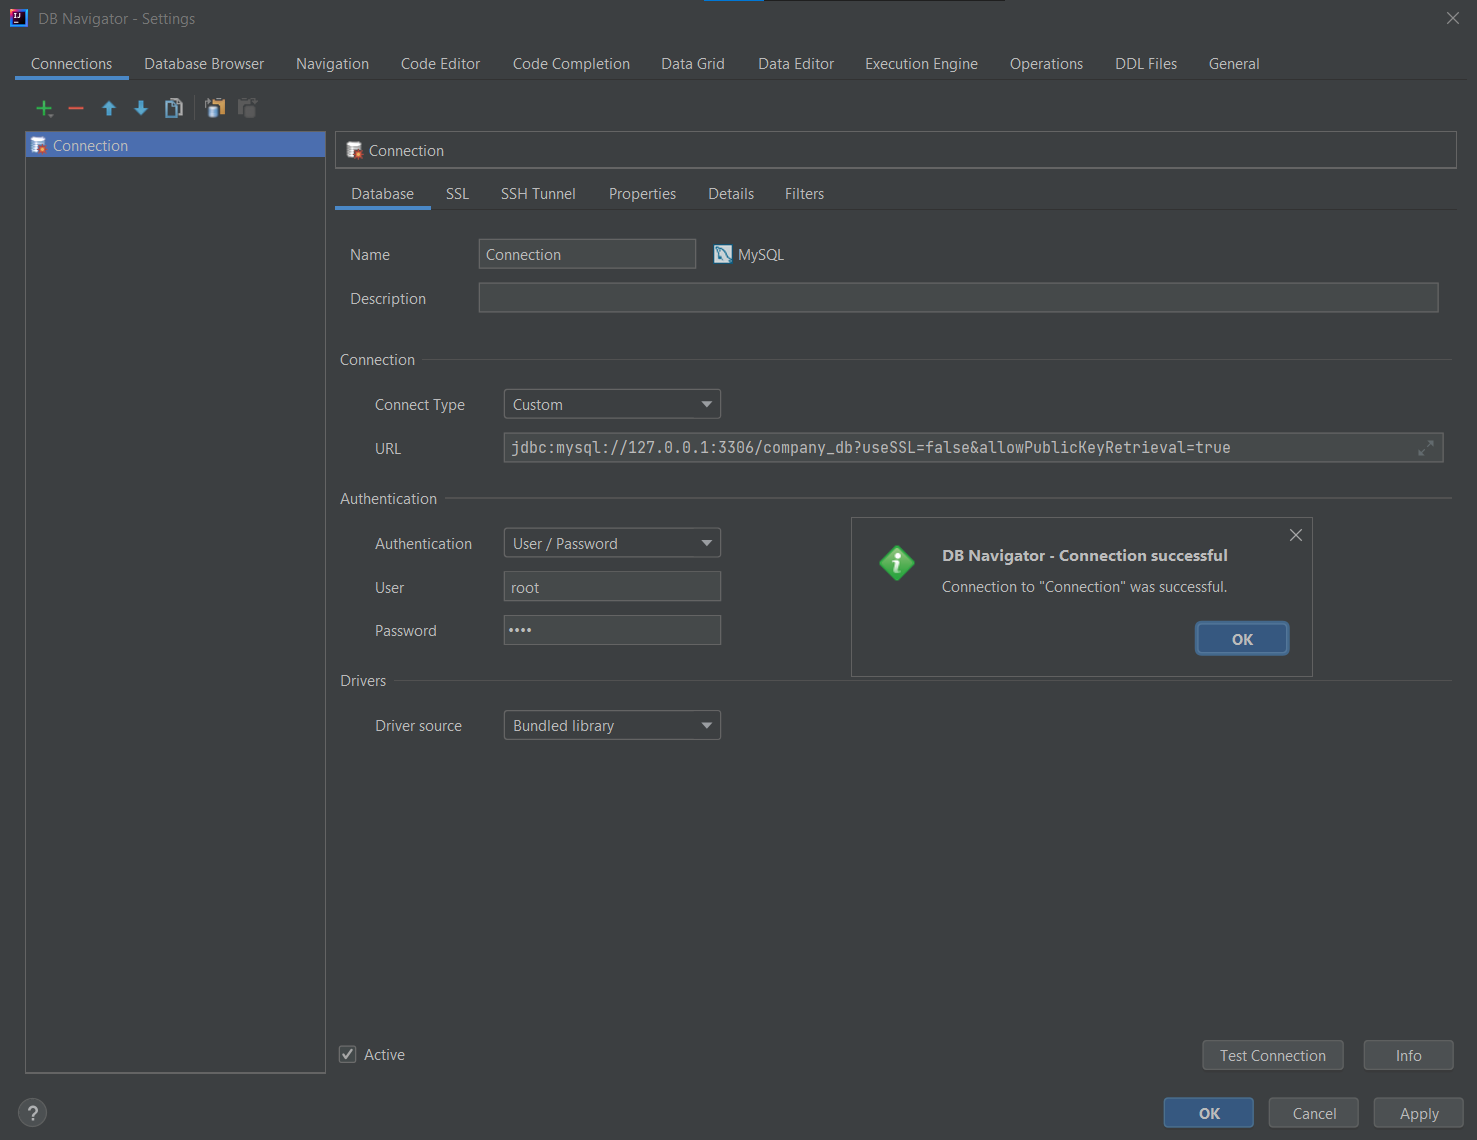 DB Navigator - Settings
Connections Database Browser Navigation Code Editor Code Completion Data Grid Data Editor Execution Engine Operations DDL Files General
Connection
Connection
Database SSL SSH Tunnel Properties Details Filters
Name Connection MySQL
Description
Connection
Connect Type Custom
URL jdbc:mysql://127.0.0.1:3306/company_db?useSSL=false&allowPublicKeyRetrieval=true
Authentication
Authentication User / Password
User root
Password ••••
DB Navigator - Connection successful
Connection to "Connection" was successful.
OK
Drivers
Driver source Bundled library
Active
Test Connection Info
? OK Cancel Apply